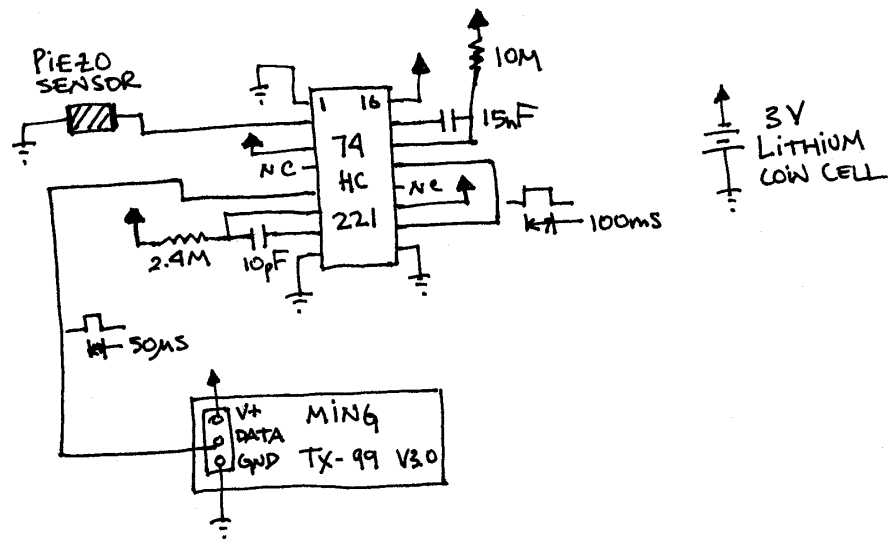 PiEZO
SENSOR
10M
1 16
15nF
74
NC
HC
NC
221
2.4M
10pF
100mS
50µS
3V
LiTHiUM
COiN CELL
V+
MiNG
DATA
GND
TX-99 V3.0